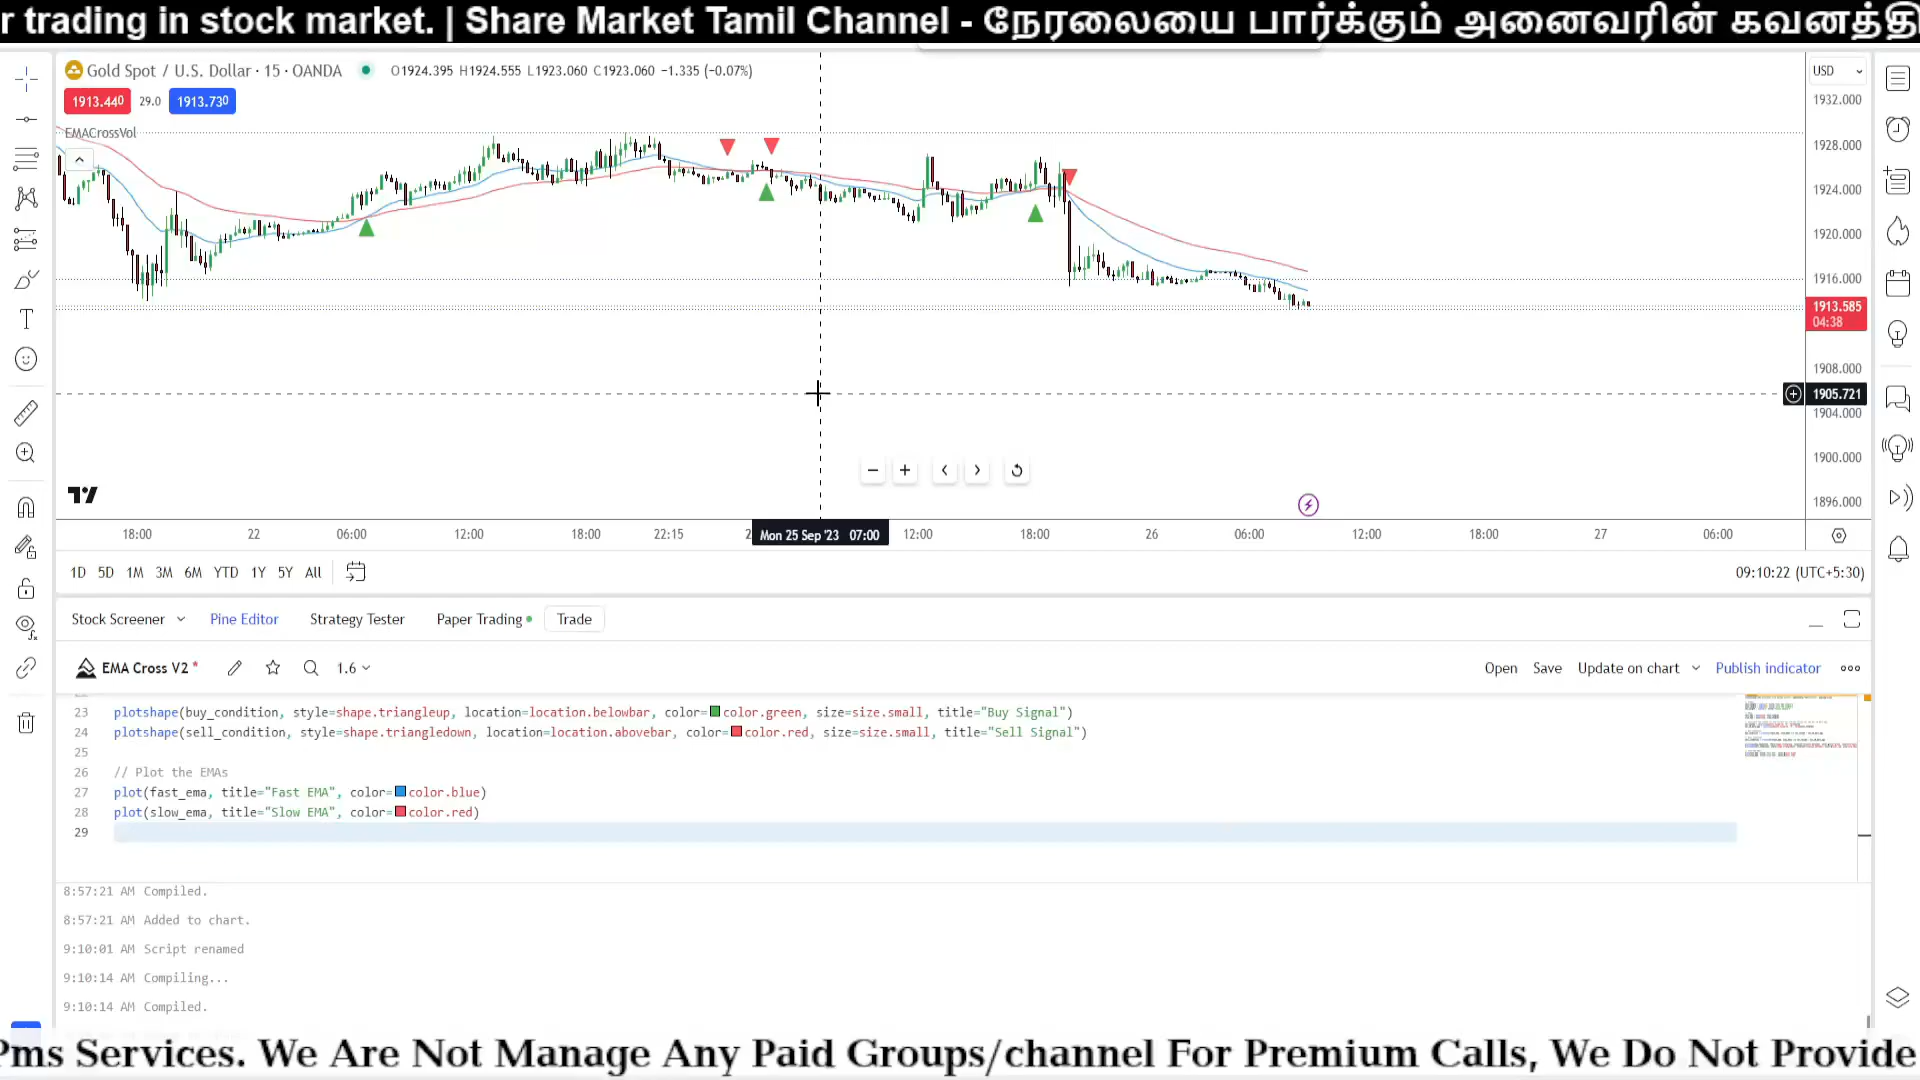 r trading in stock market. | Share Market Tamil Channel - நேரலையை பார்க்கும் அனைவரின்
Gold Spot / U.S. Dollar · 15 · OANDA O1924.395 H1924.555 L1923.060 C1923.060 −1.335 (−0.07%)
USD
1913.440 29.0 1913.730
EMACrossVol
1932.000
1928.000
1924.000
1920.000
1916.000
1913.585
04:38
1908.000
1905.721
1904.000
1900.000
1896.000
18:00 22 06:00 12:00 18:00 22:15 Mon 25 Sep '23 07:00 12:00 18:00 26 06:00 12:00 18:00 27 06:00
1D 5D 1M 3M 6M YTD 1Y 5Y All
09:10:22 (UTC+5:30)
Stock Screener Pine Editor Strategy Tester Paper Trading Trade
EMA Cross V2 * 1.6 Open Save Update on chart Publish indicator
23 plotshape(buy_condition, style=shape.triangleup, location=location.belowbar, color=color.green, size=size.small, title="Buy Signal")
24 plotshape(sell_condition, style=shape.triangledown, location=location.abovebar, color=color.red, size=size.small, title="Sell Signal")
25
26 // Plot the EMAs
27 plot(fast_ema, title="Fast EMA", color=color.blue)
28 plot(slow_ema, title="Slow EMA", color=color.red)
29
8:57:21 AM Compiled.
8:57:21 AM Added to chart.
9:10:01 AM Script renamed
9:10:14 AM Compiling...
9:10:14 AM Compiled.
Pms Services. We Are Not Manage Any Paid Groups/channel For Premium Calls, We Do Not Provide